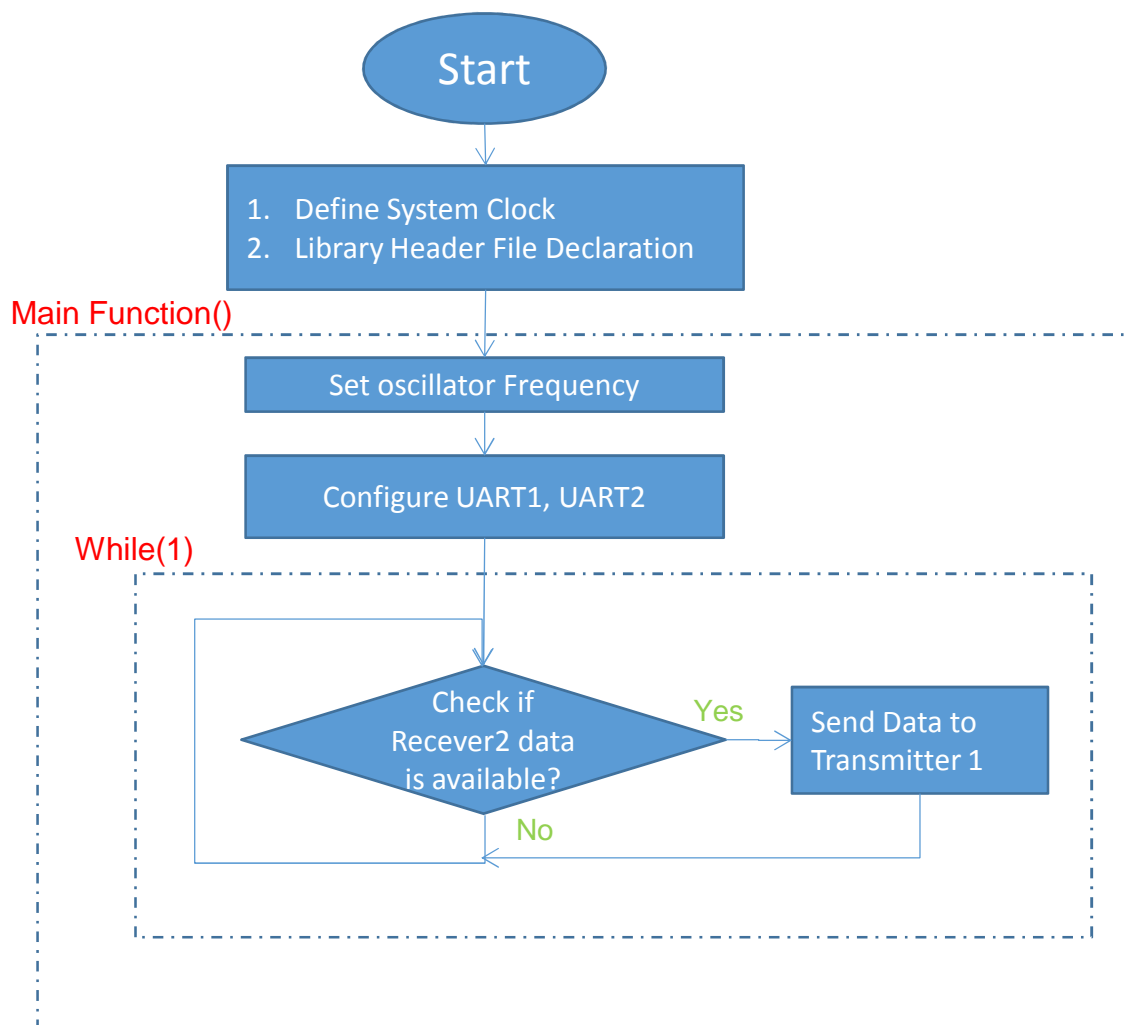 Start
1. Define System Clock
2. Library Header File Declaration
Main Function()
Set oscillator Frequency
Configure UART1, UART2
While(1)
Check if
Recever2 data
is available?
Yes
Send Data to
Transmitter 1
No